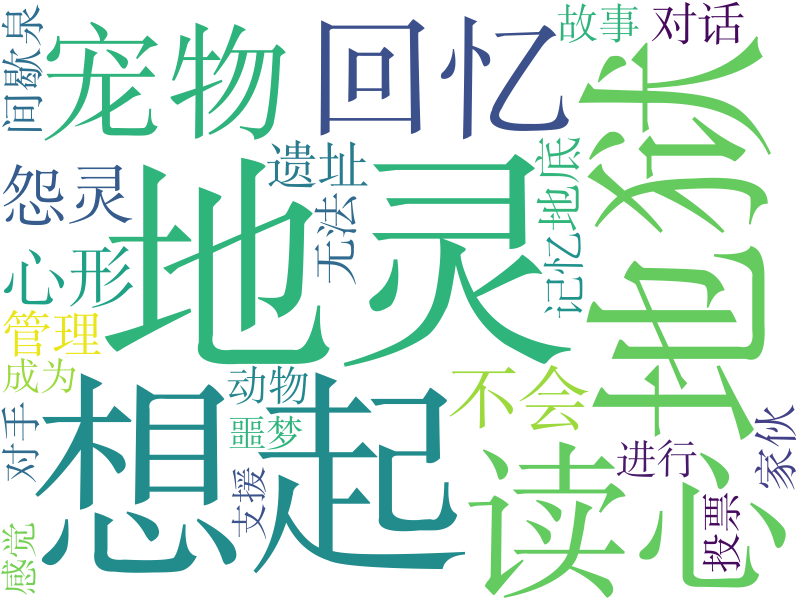 间歇泉
宠物
回忆
故事
对话
地狱
怨灵
遗址
地底
无法
记忆
地灵
心形
管理
成为
动物
不会
噩梦
想起
读心
对手
支援
进行
家伙
投票
感觉